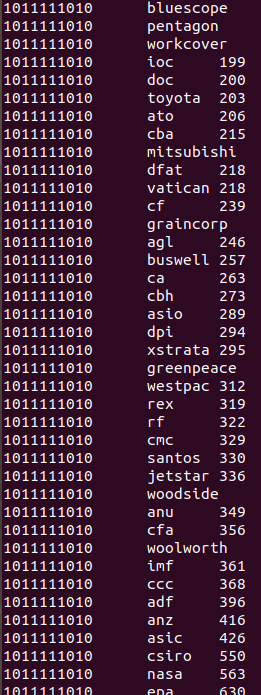 1011111010 bluescope
1011111010 pentagon
1011111010 workcover
1011111010 ioc 199
1011111010 doc 200
1011111010 toyota 203
1011111010 ato 206
1011111010 cba 215
1011111010 mitsubishi
1011111010 dfat 218
1011111010 vatican 218
1011111010 cf 239
1011111010 graincorp
1011111010 agl 246
1011111010 buswell 257
1011111010 ca 263
1011111010 cbh 273
1011111010 asio 289
1011111010 dpi 294
1011111010 xstrata 295
1011111010 greenpeace
1011111010 westpac 312
1011111010 rex 319
1011111010 rf 322
1011111010 cmc 329
1011111010 santos 330
1011111010 jetstar 336
1011111010 woodside
1011111010 anu 349
1011111010 cfa 356
1011111010 woolworth
1011111010 imf 361
1011111010 ccc 368
1011111010 adf 396
1011111010 anz 416
1011111010 asic 426
1011111010 csiro 550
1011111010 nasa 563
1011111010 epa 630